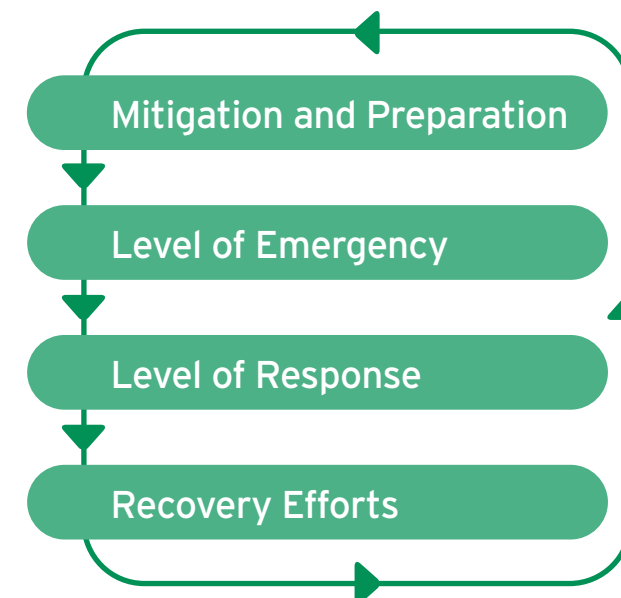 Mitigation and Preparation
Level of Emergency
Level of Response
Recovery Efforts